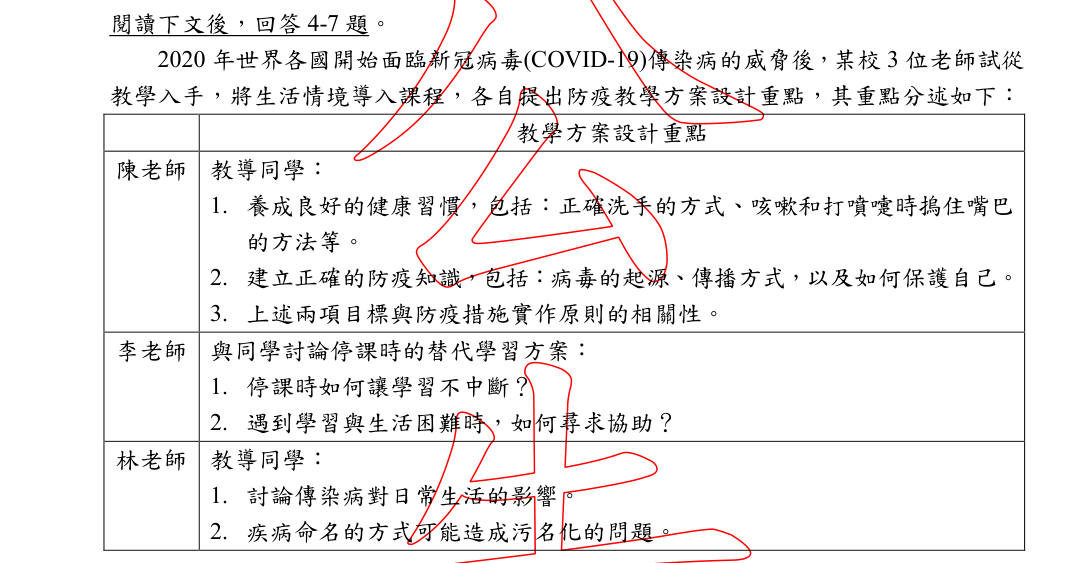 閱讀下文後，回答 4-7 題。
2020 年世界各國開始面臨新冠病毒(COVID-19)傳染病的威脅後，某校 3 位老師試從
教學入手，將生活情境導入課程，各自提出防疫教學方案設計重點，其重點分述如下：
教學方案設計重點
陳老師 教導同學：
1. 養成良好的健康習慣，包括：正確洗手的方式、咳嗽和打噴嚏時摀住嘴巴
的方法等。
2. 建立正確的防疫知識，包括：病毒的起源、傳播方式，以及如何保護自己。
3. 上述兩項目標與防疫措施實作原則的相關性。
李老師 與同學討論停課時的替代學習方案：
1. 停課時如何讓學習不中斷？
2. 遇到學習與生活困難時，如何尋求協助？
林老師 教導同學：
1. 討論傳染病對日常生活的影響。
2. 疾病命名的方式可能造成污名化的問題。